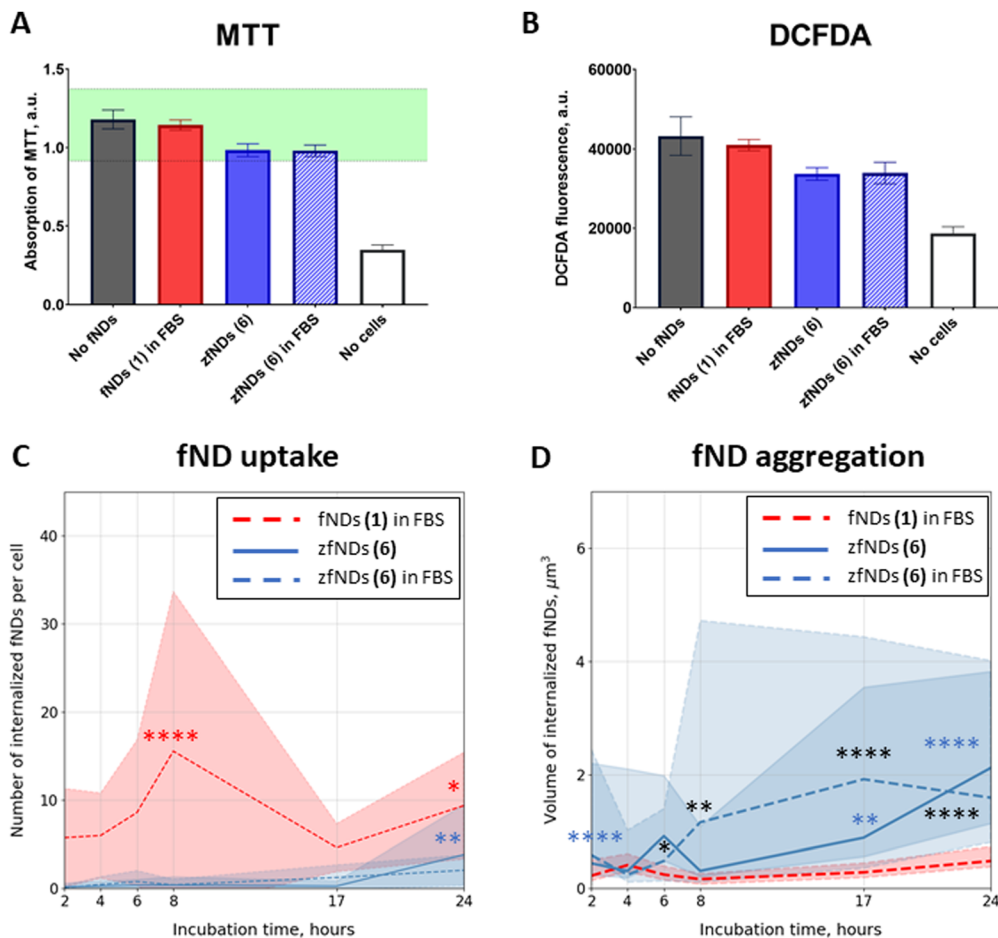 A
MTT
Absorption of MTT, a.u.
1.5
1.0
0.5
0.0
No fNDs
fNDs (1) in FBS
zfNDs (6)
zfNDs (6) in FBS
No cells
B
DCFDA
DCFDA fluorescence, a.u.
60000
40000
20000
0
No fNDs
fNDs (1) in FBS
zfNDs (6)
zfNDs (6) in FBS
No cells
C
fND uptake
Number of internalized fNDs per cell
40
30
20
10
0
fNDs (1) in FBS
zfNDs (6)
zfNDs (6) in FBS
****
*
**
2 4 6 8 17 24
Incubation time, hours
D
fND aggregation
Volume of internalized fNDs, μm³
6
4
2
0
fNDs (1) in FBS
zfNDs (6)
zfNDs (6) in FBS
****
*
**
****
**
****
****
2 4 6 8 17 24
Incubation time, hours